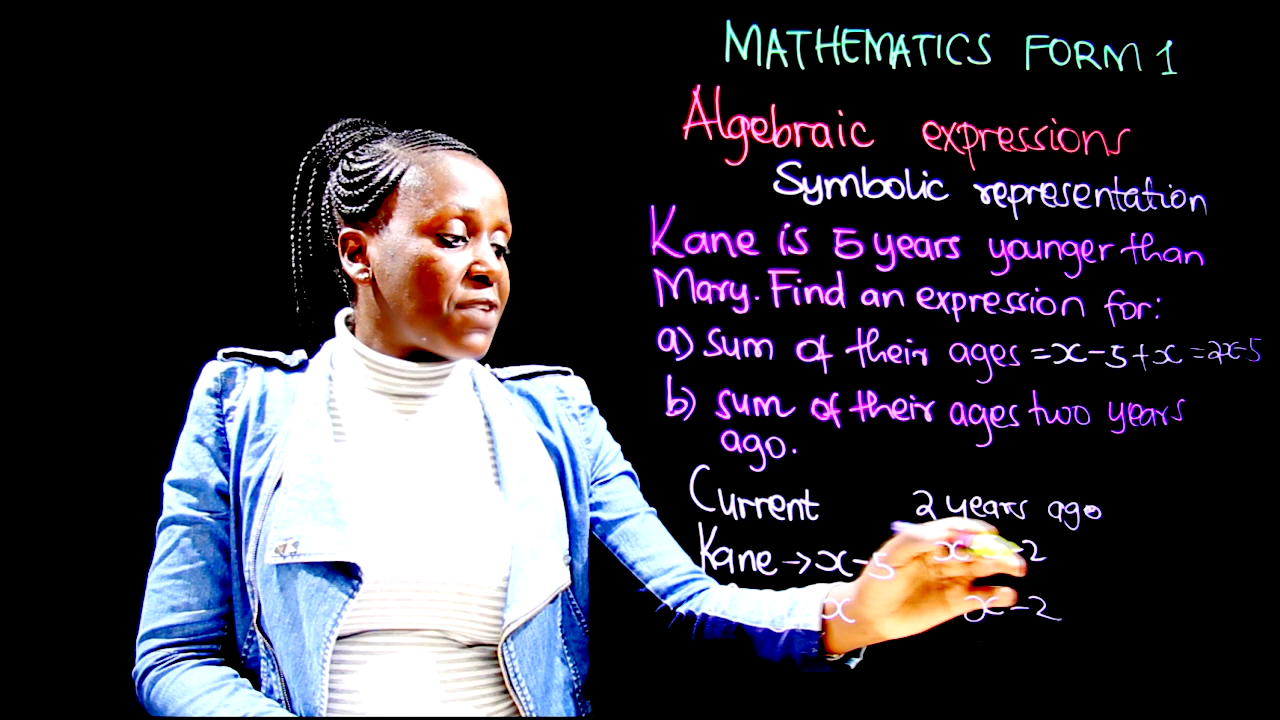 MATHEMATICS FORM 1
Algebraic expressions
Symbolic representation
Kane is 5 years younger than
Mary. Find an expression for:
a) sum of their ages = x - 5 + x = 2x-5
b) sum of their ages two years
ago.
Current 2 years ago
Kane → x-5 x -2
x x - 2